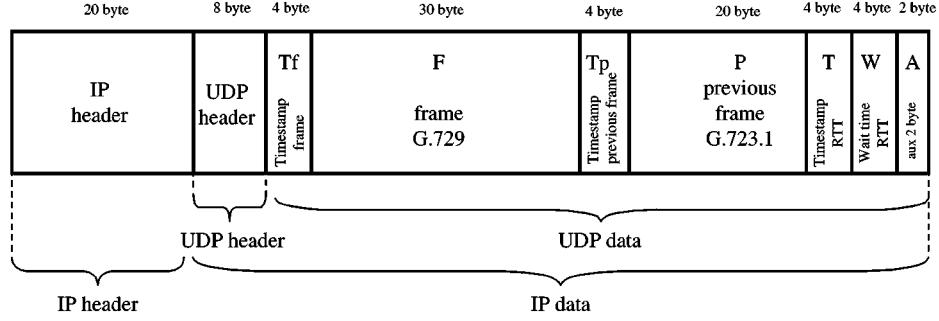 20 byte 8 byte 4 byte 30 byte 4 byte 20 byte 4 byte 4 byte 2 byte
IP
header
UDP
header
Tf
Timestamp
frame
F
frame
G.729
Tp
Timestamp
previous frame
P
previous
frame
G.723.1
T
Timestamp
RTT
W
Wait time
RTT
A
aux 2 byte
UDP header
UDP data
IP header
IP data